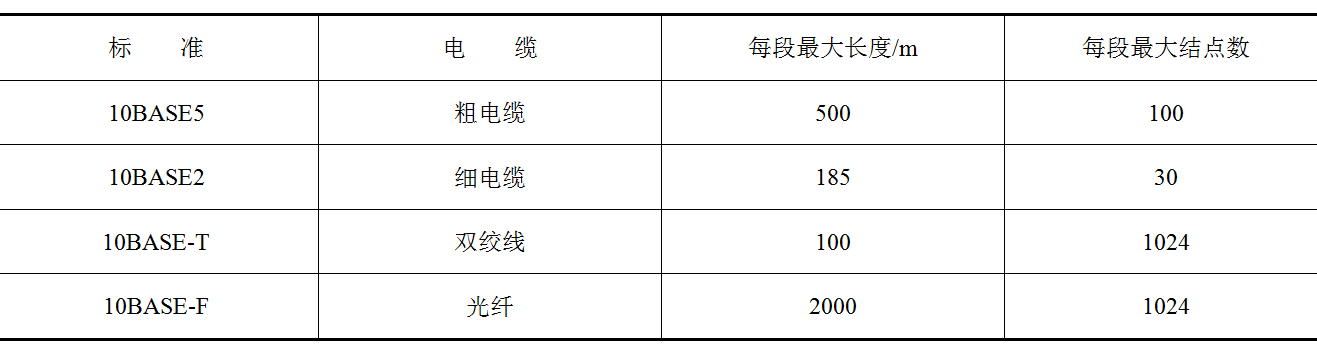 标 准 电 缆 每段最大长度/m 每段最大结点数
10BASE5 粗电缆 500 100
10BASE2 细电缆 185 30
10BASE-T 双绞线 100 1024
10BASE-F 光纤 2000 1024